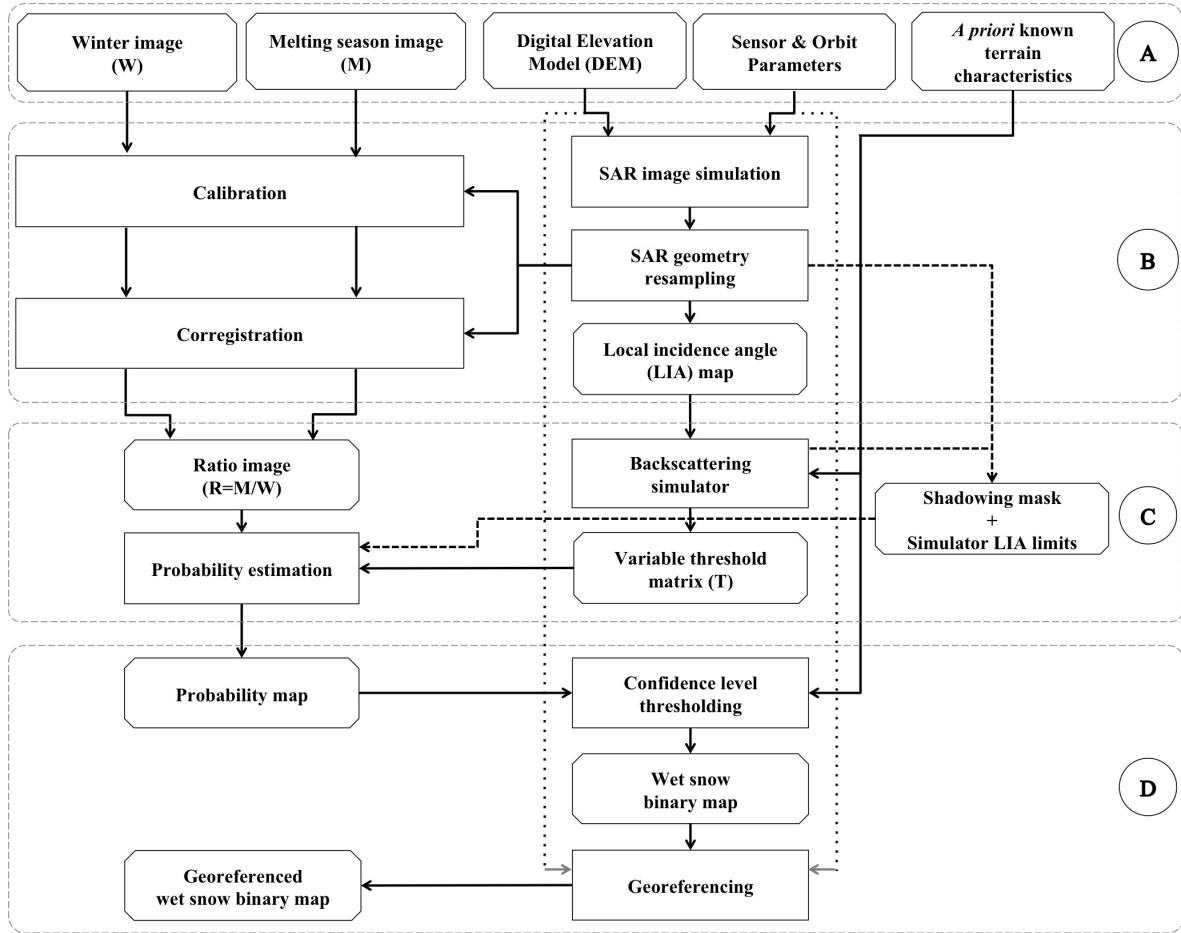 Winter image
(W)
Melting season image
(M)
Digital Elevation
Model (DEM)
Sensor & Orbit
Parameters
A priori known
terrain
characteristics
A
Calibration
SAR image simulation
SAR geometry
resampling
B
Corregistration
Local incidence angle
(LIA) map
Ratio image
(R=M/W)
Backscattering
simulator
Shadowing mask
+
Simulator LIA limits
C
Probability estimation
Variable threshold
matrix (T)
Probability map
Confidence level
thresholding
Wet snow
binary map
D
Georeferenced
wet snow binary map
Georeferencing